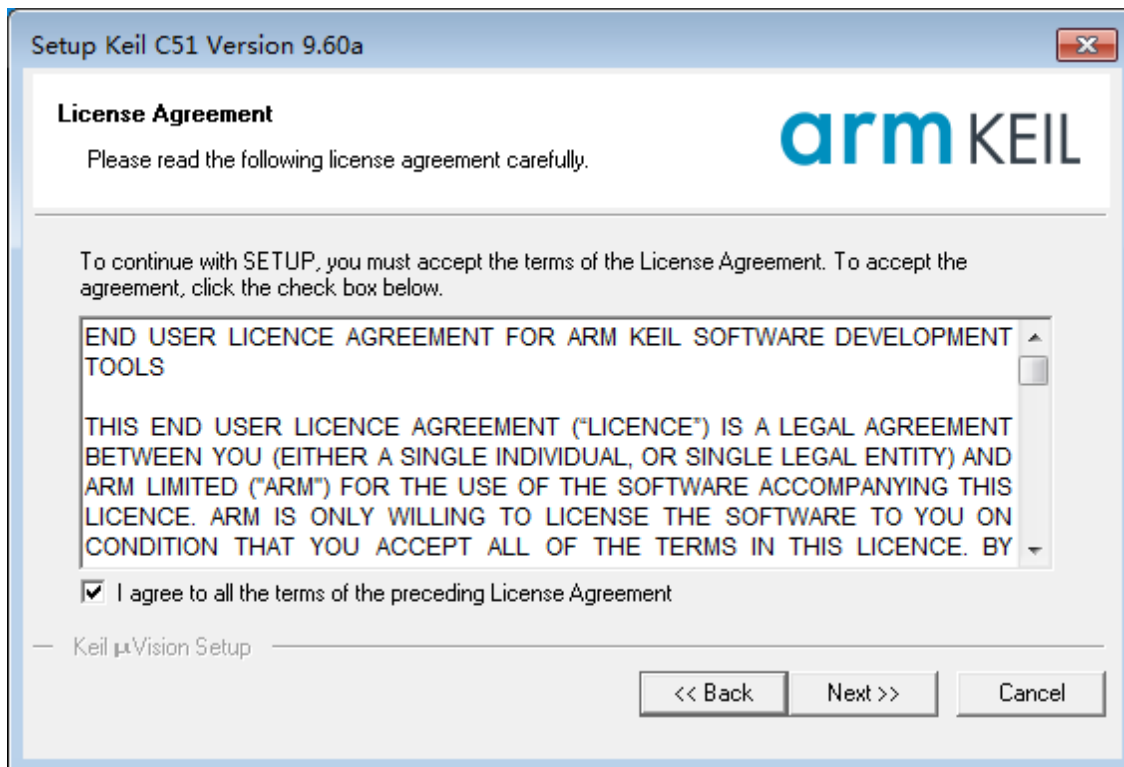 Setup Keil C51 Version 9.60a
License Agreement
Please read the following license agreement carefully.
arm KEIL
To continue with SETUP, you must accept the terms of the License Agreement. To accept the
agreement, click the check box below.
END USER LICENCE AGREEMENT FOR ARM KEIL SOFTWARE DEVELOPMENT
TOOLS
THIS END USER LICENCE AGREEMENT (“LICENCE”) IS A LEGAL AGREEMENT
BETWEEN YOU (EITHER A SINGLE INDIVIDUAL, OR SINGLE LEGAL ENTITY) AND
ARM LIMITED ("ARM") FOR THE USE OF THE SOFTWARE ACCOMPANYING THIS
LICENCE. ARM IS ONLY WILLING TO LICENSE THE SOFTWARE TO YOU ON
CONDITION THAT YOU ACCEPT ALL OF THE TERMS IN THIS LICENCE. BY
I agree to all the terms of the preceding License Agreement
Keil µVision Setup
<< Back
Next >>
Cancel